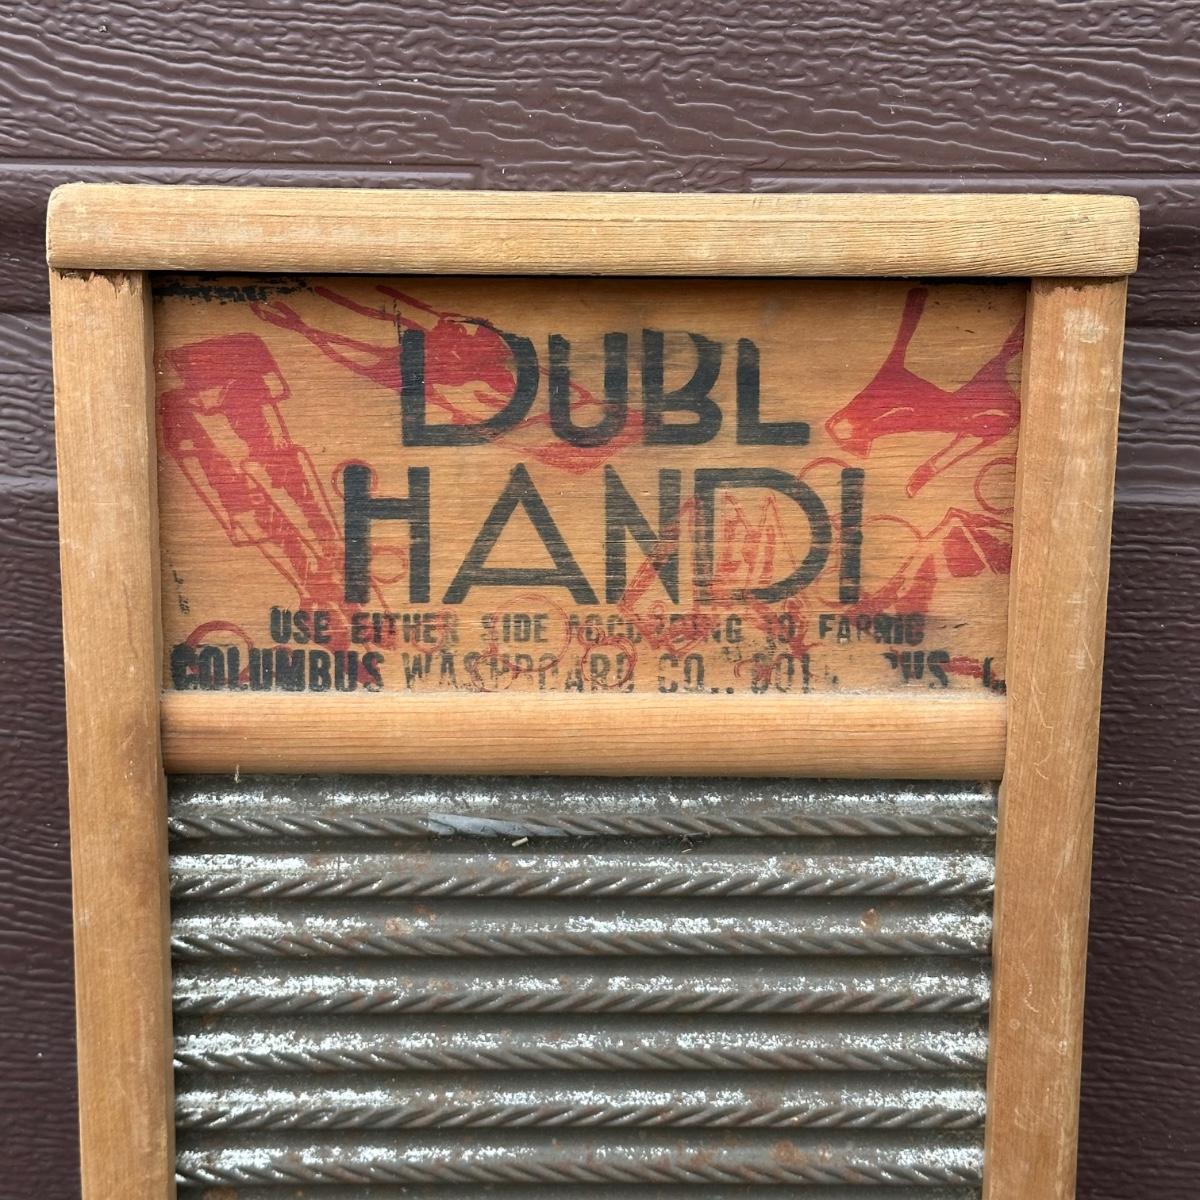 DUBL
HANDI
USE EITHER SIDE ACCORDING TO FABRIC
COLUMBUS WASHBOARD CO.,